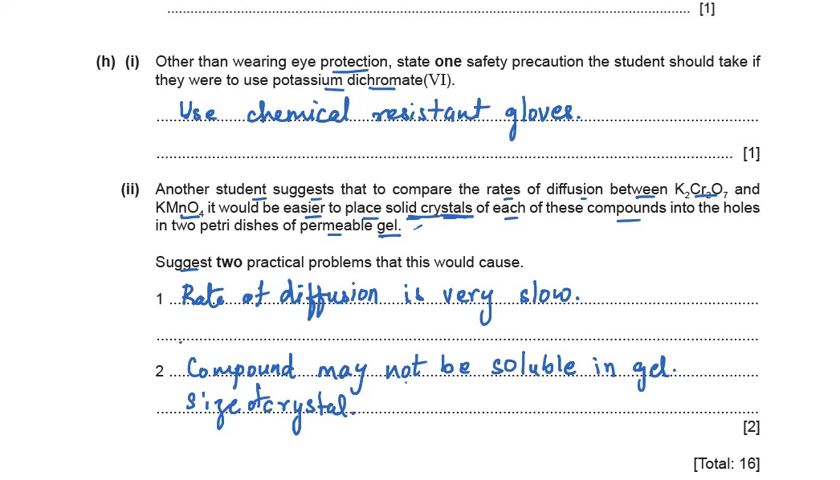 [1]
(h) (i) Other than wearing eye protection, state one safety precaution the student should take if
they were to use potassium dichromate(VI).
Use chemical resistant gloves.
[1]
(ii) Another student suggests that to compare the rates of diffusion between K₂Cr₂O₇ and
KMnO₄ it would be easier to place solid crystals of each of these compounds into the holes
in two petri dishes of permeable gel.
Suggest two practical problems that this would cause.
1 Rate of diffusion is very slow.
2 Compound may not be soluble in gel.
size of crystal.
[2]
[Total: 16]